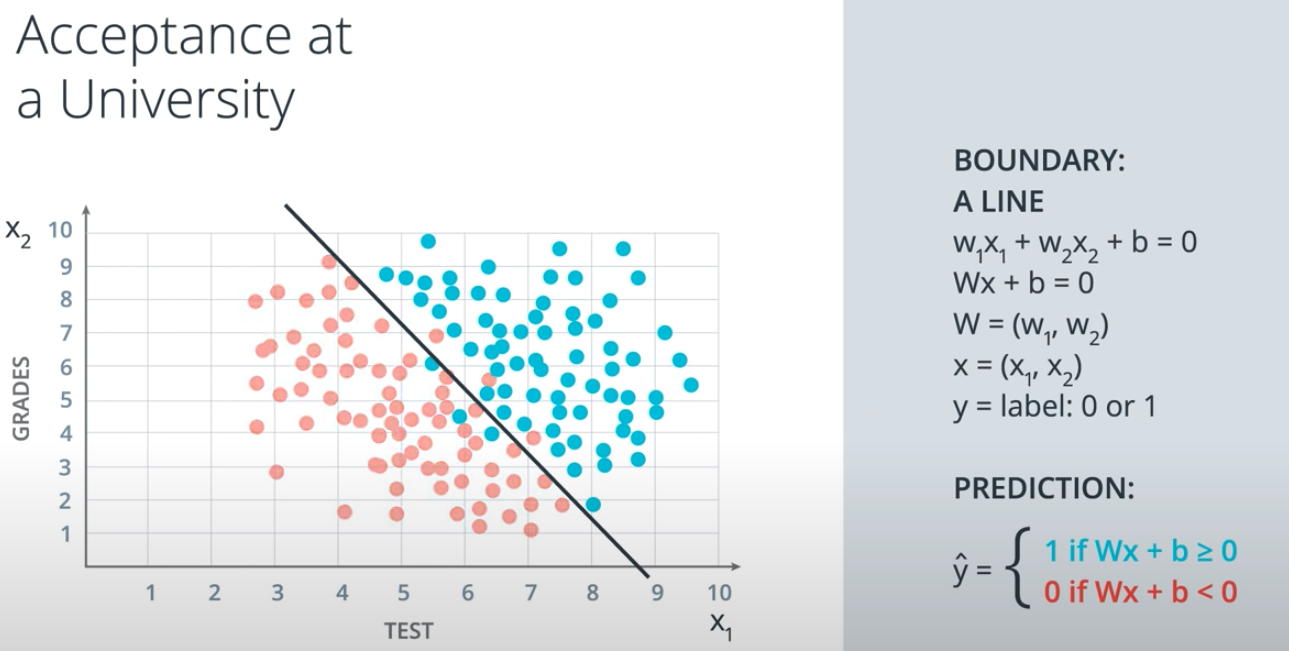 Acceptance at
a University
x₂
10
9
8
7
6
5
4
3
2
1
GRADES
1 2 3 4 5 6 7 8 9 10
TEST
x₁
BOUNDARY:
A LINE
w₁x₁ + w₂x₂ + b = 0
Wx + b = 0
W = (w₁, w₂)
x = (x₁, x₂)
y = label: 0 or 1
PREDICTION:
ŷ = {
1 if Wx + b ≥ 0
0 if Wx + b < 0